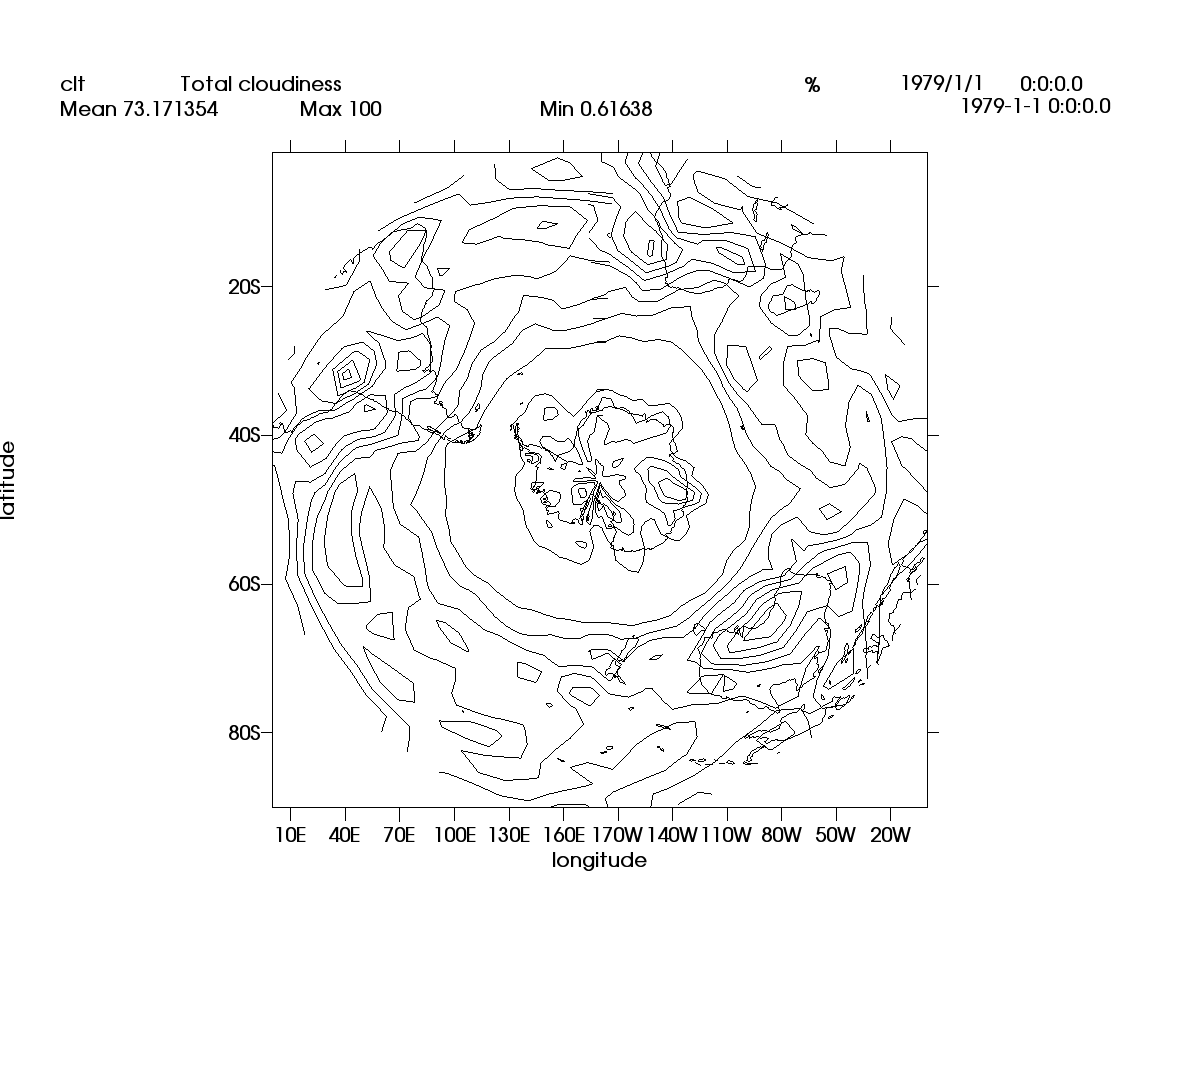 clt Total cloudiness % 1979/1/1 0:0:0.0
Mean 73.171354 Max 100 Min 0.61638 1979-1-1 0:0:0.0
20S
40S
latitude
60S
80S
10E 40E 70E 100E 130E 160E 170W 140W 110W 80W 50W 20W
longitude